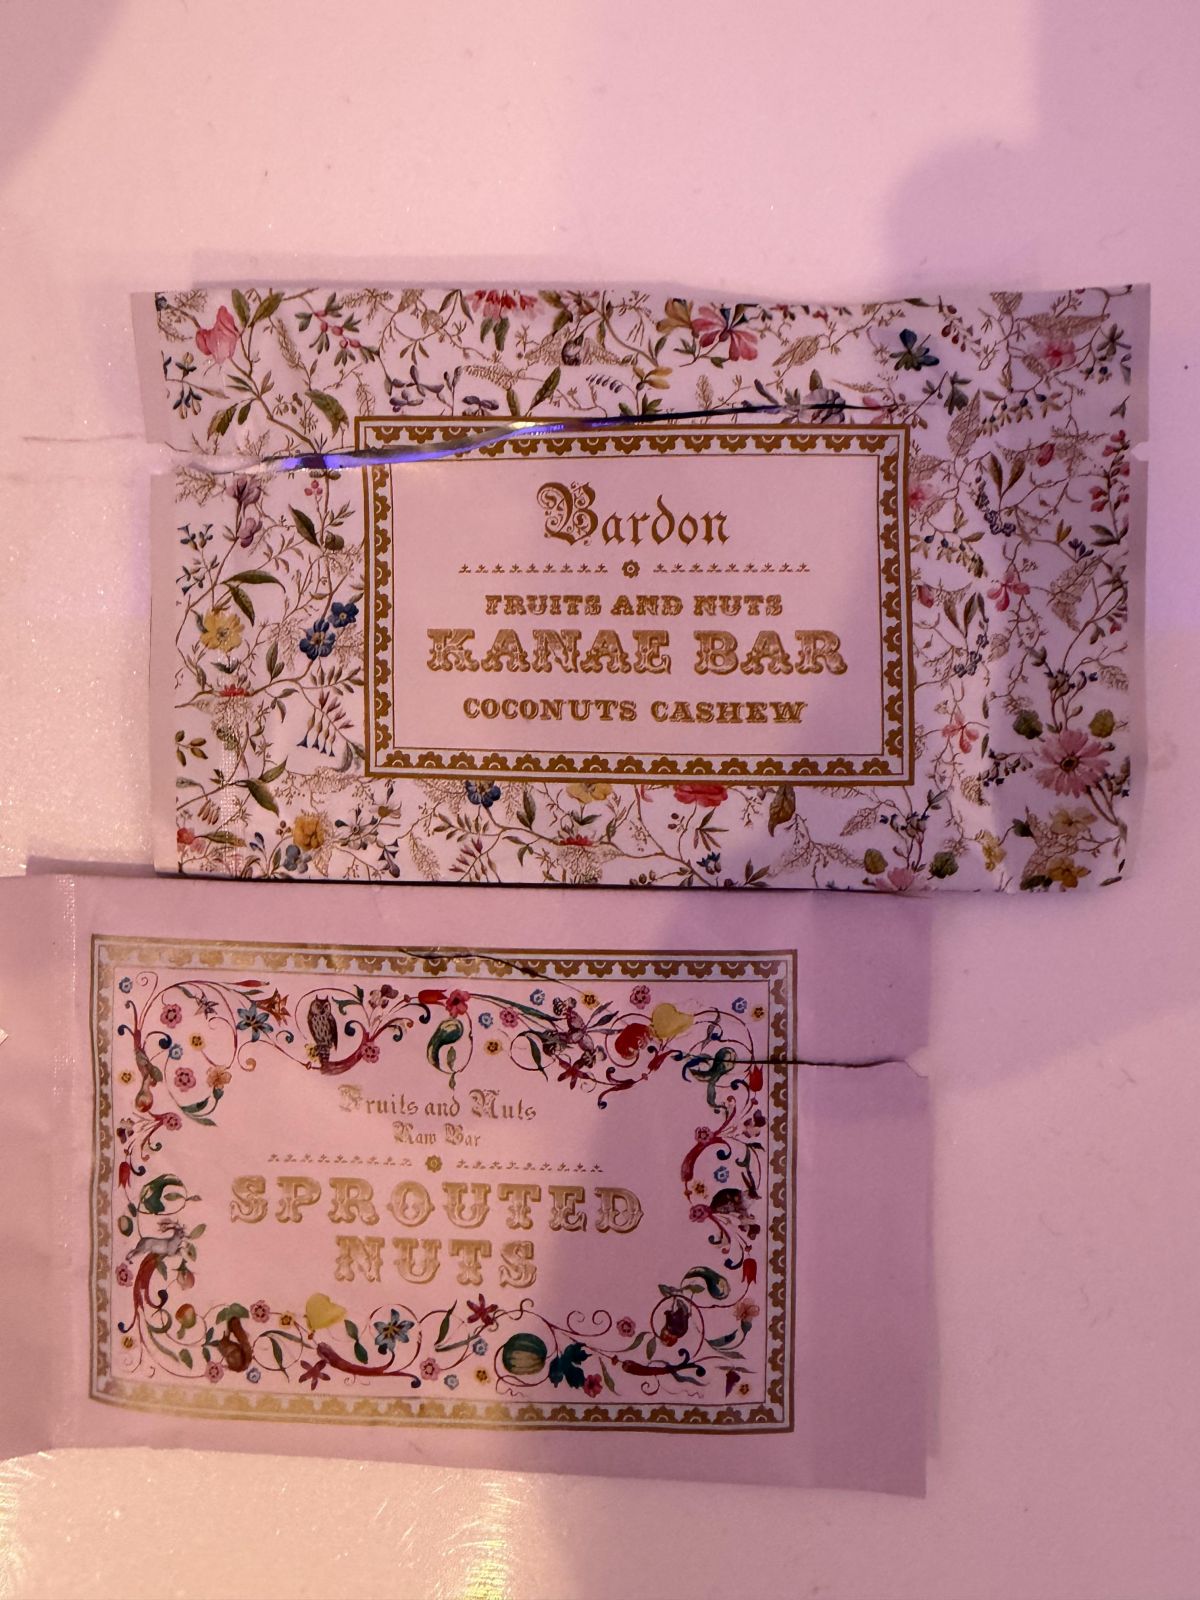 Bardon
FRUITS AND NUTS
KANAE BAR
COCONUTS CASHEW
Fruits and Nuts
Raw Bar
SPROUTED
NUTS